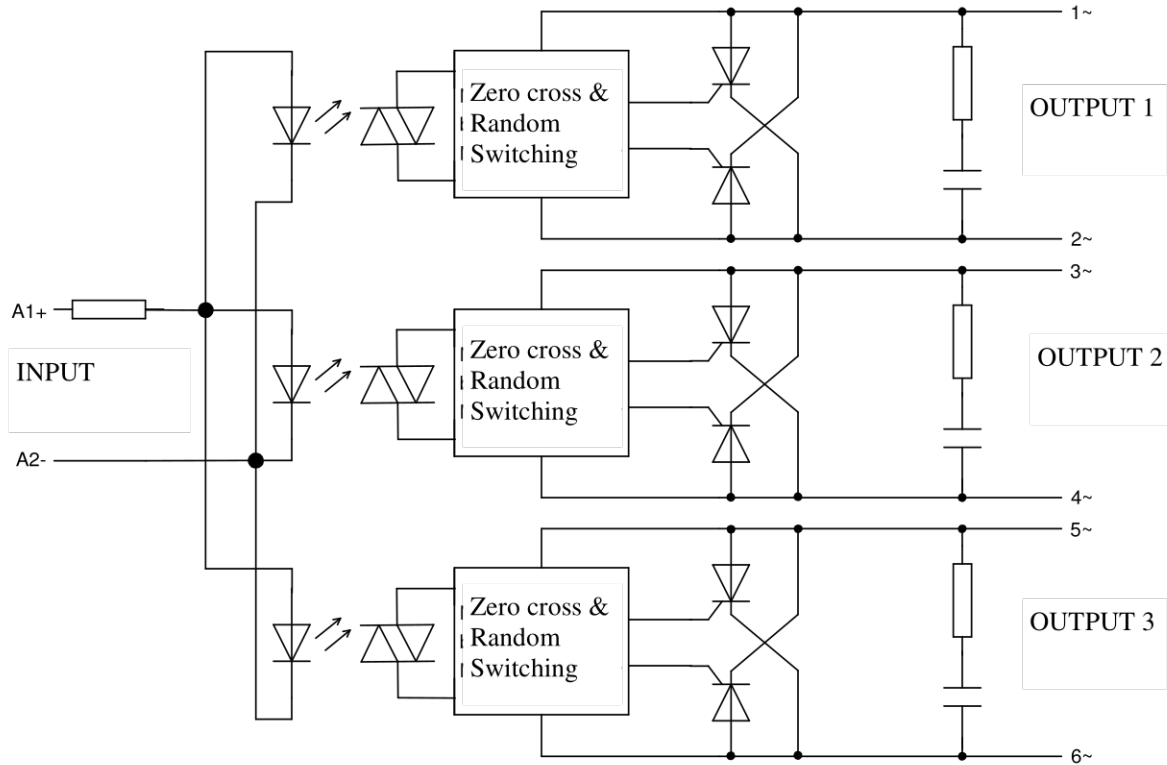 1~
Zero cross &
Random
Switching
OUTPUT 1
2~
3~
A1+
INPUT
Zero cross &
Random
Switching
OUTPUT 2
A2-
4~
5~
Zero cross &
Random
Switching
OUTPUT 3
6~